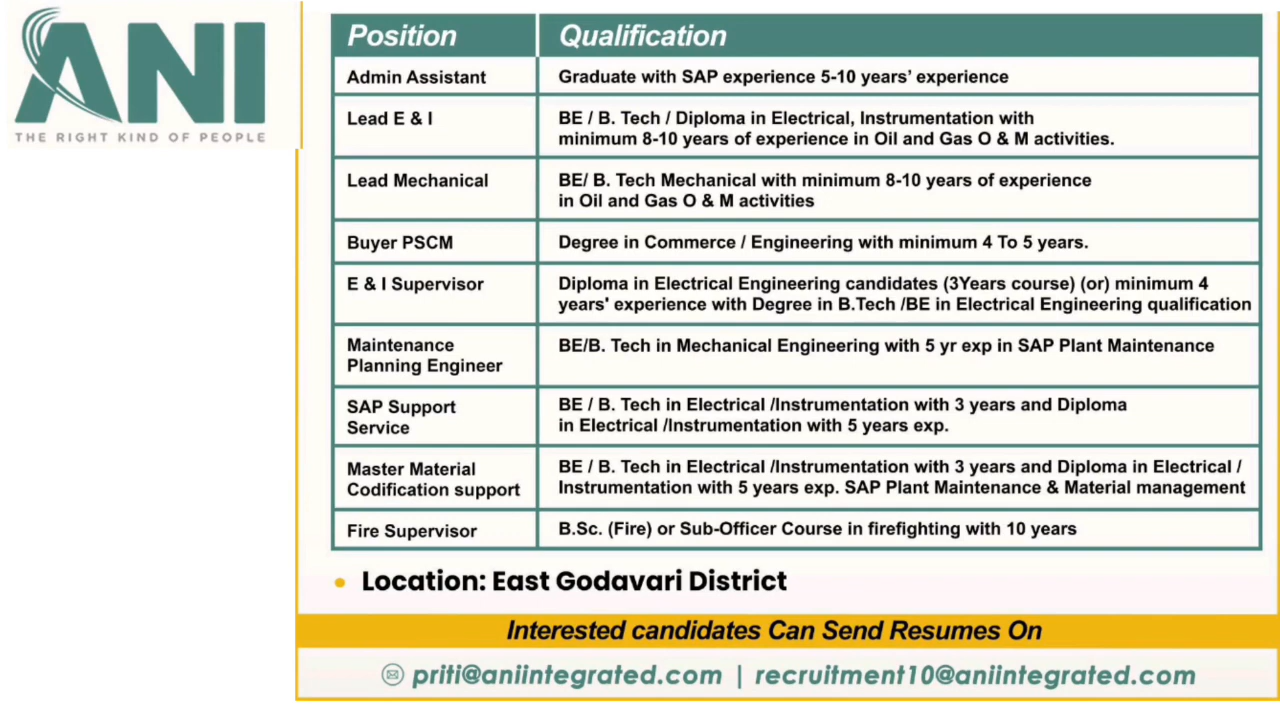 ANI
THE RIGHT KIND OF PEOPLE
Position Qualification
Admin Assistant Graduate with SAP experience 5-10 years’ experience
Lead E & I BE / B. Tech / Diploma in Electrical, Instrumentation with
minimum 8-10 years of experience in Oil and Gas O & M activities.
Lead Mechanical BE/ B. Tech Mechanical with minimum 8-10 years of experience
in Oil and Gas O & M activities
Buyer PSCM Degree in Commerce / Engineering with minimum 4 To 5 years.
E & I Supervisor Diploma in Electrical Engineering candidates (3Years course) (or) minimum 4
years' experience with Degree in B.Tech /BE in Electrical Engineering qualification
Maintenance BE/B. Tech in Mechanical Engineering with 5 yr exp in SAP Plant Maintenance
Planning Engineer
SAP Support BE / B. Tech in Electrical /Instrumentation with 3 years and Diploma
Service in Electrical /Instrumentation with 5 years exp.
Master Material BE / B. Tech in Electrical /Instrumentation with 3 years and Diploma in Electrical /
Codification support Instrumentation with 5 years exp. SAP Plant Maintenance & Material management
Fire Supervisor B.Sc. (Fire) or Sub-Officer Course in firefighting with 10 years
• Location: East Godavari District
Interested candidates Can Send Resumes On
priti@aniintegrated.com | recruitment10@aniintegrated.com